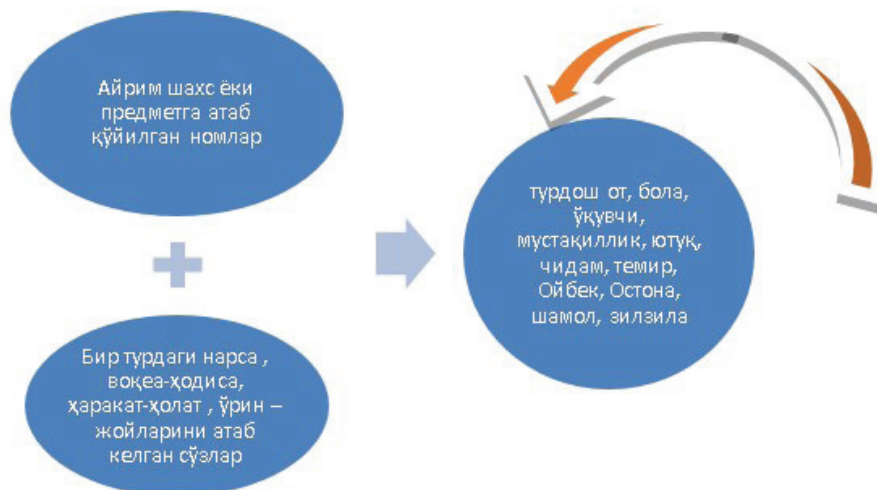 Айрим шахс ёки
предметга атаб
қўйилган номлар
Бир турдаги нарса ,
воқеа-ҳодиса,
ҳаракат-ҳолат , ўрин –
жойларини атаб
келган сўзлар
турдош от, бола,
ўқувчи,
мустақиллик, ютуқ,
чидам, темир,
Ойбек, Остона,
шамол, зилзила